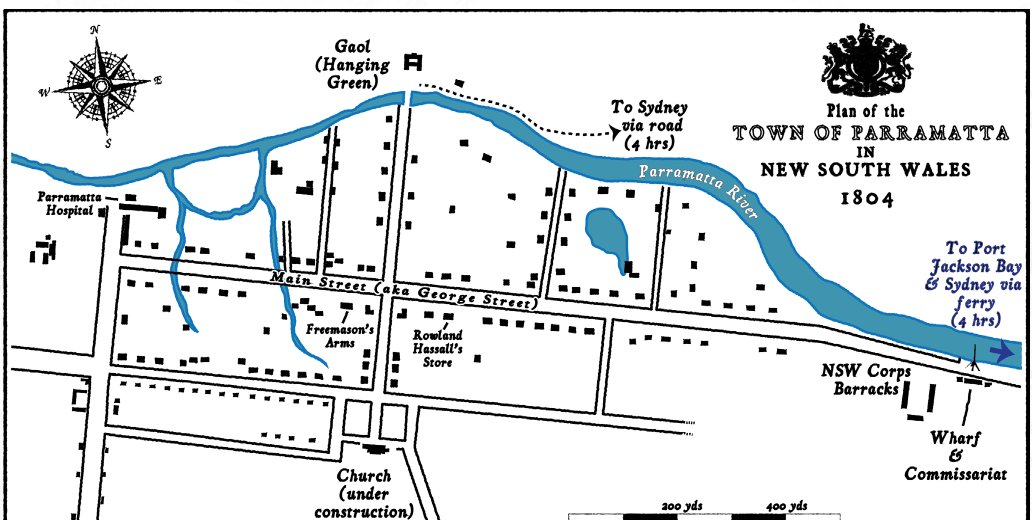 N
W
E
S
Gaol
(Hanging
Green)
To Sydney
via road
(4 hrs)
Plan of the
TOWN OF PARRAMATTA
IN
NEW SOUTH WALES
1804
Parramatta River
Parramatta
Hospital
To Port
Jackson Bay
& Sydney via
ferry
(4 hrs)
Main Street (aka George Street)
Freemason's
Arms
Rowland
Hassall's
Store
NSW Corps
Barracks
Wharf
&
Commissariat
Church
(under
construction)
200 yds
400 yds